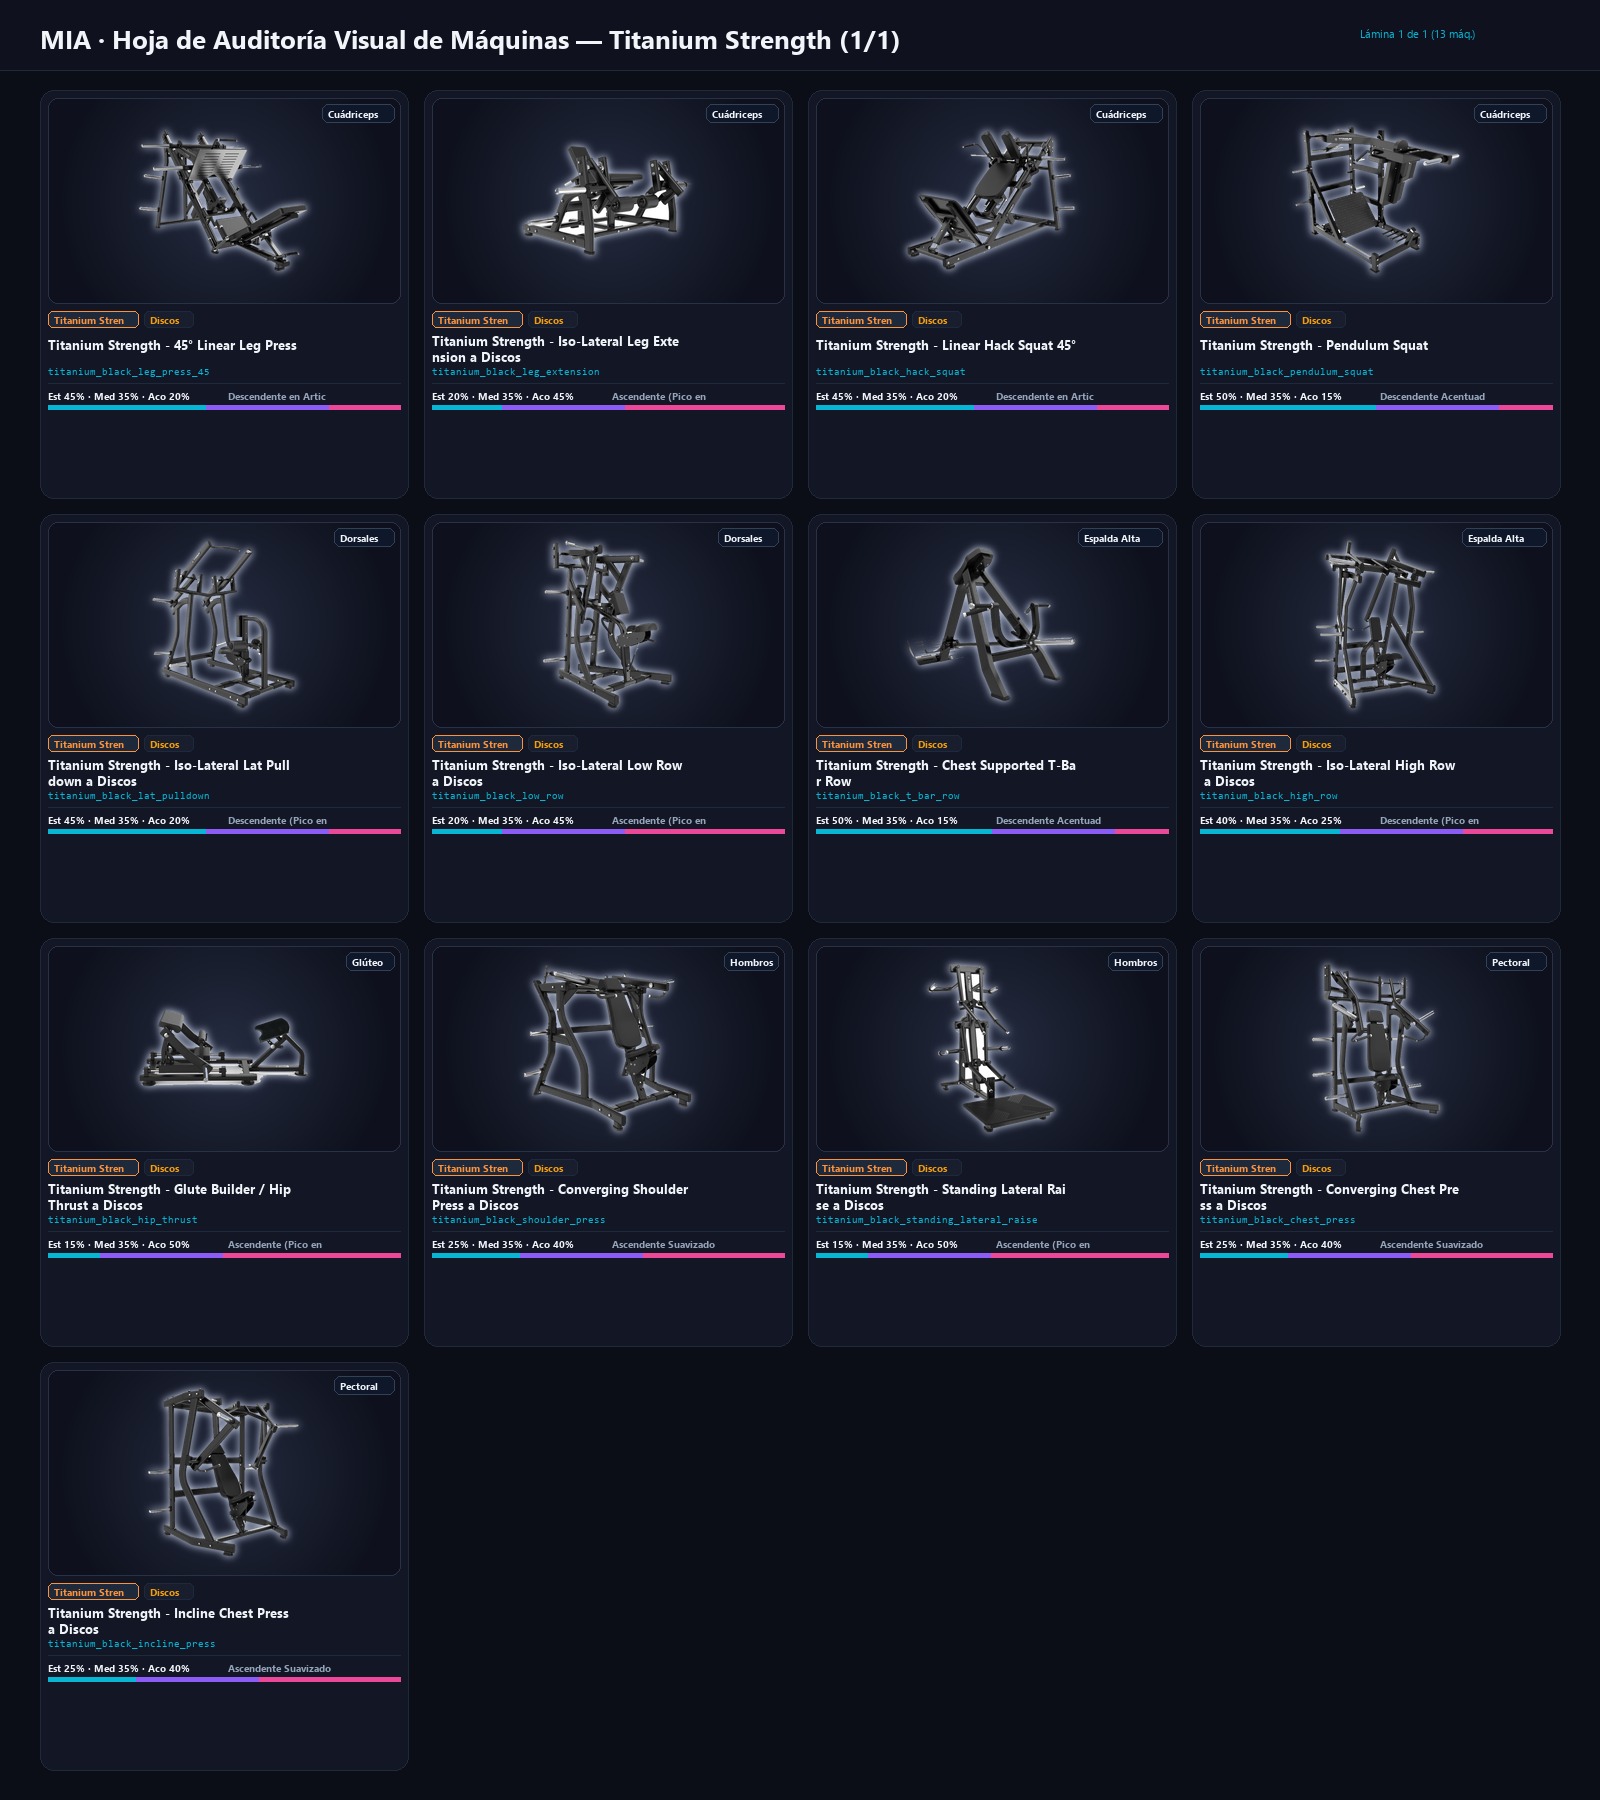 MIA · Hoja de Auditoría Visual de Máquinas — Titanium Strength (1/1)
Lámina 1 de 1 (13 máq.)
Cuádriceps
Titanium Stren
Discos
Titanium Strength - 45° Linear Leg Press
titanium_black_leg_press_45
Est 45% · Med 35% · Aco 20%
Descendente en Artic
Cuádriceps
Titanium Stren
Discos
Titanium Strength - Iso-Lateral Leg Exte
nsion a Discos
titanium_black_leg_extension
Est 20% · Med 35% · Aco 45%
Ascendente (Pico en
Cuádriceps
Titanium Stren
Discos
Titanium Strength - Linear Hack Squat 45°
titanium_black_hack_squat
Est 45% · Med 35% · Aco 20%
Descendente en Artic
Cuádriceps
Titanium Stren
Discos
Titanium Strength - Pendulum Squat
titanium_black_pendulum_squat
Est 50% · Med 35% · Aco 15%
Descendente Acentuad
Dorsales
Titanium Stren
Discos
Titanium Strength - Iso-Lateral Lat Pull
down a Discos
titanium_black_lat_pulldown
Est 45% · Med 35% · Aco 20%
Descendente (Pico en
Dorsales
Titanium Stren
Discos
Titanium Strength - Iso-Lateral Low Row
a Discos
titanium_black_low_row
Est 20% · Med 35% · Aco 45%
Ascendente (Pico en
Espalda Alta
Titanium Stren
Discos
Titanium Strength - Chest Supported T-Ba
r Row
titanium_black_t_bar_row
Est 50% · Med 35% · Aco 15%
Descendente Acentuad
Espalda Alta
Titanium Stren
Discos
Titanium Strength - Iso-Lateral High Row
a Discos
titanium_black_high_row
Est 40% · Med 35% · Aco 25%
Descendente (Pico en
Glúteo
Titanium Stren
Discos
Titanium Strength - Glute Builder / Hip
Thrust a Discos
titanium_black_hip_thrust
Est 15% · Med 35% · Aco 50%
Ascendente (Pico en
Hombros
Titanium Stren
Discos
Titanium Strength - Converging Shoulder
Press a Discos
titanium_black_shoulder_press
Est 25% · Med 35% · Aco 40%
Ascendente Suavizado
Hombros
Titanium Stren
Discos
Titanium Strength - Standing Lateral Rai
se a Discos
titanium_black_standing_lateral_raise
Est 15% · Med 35% · Aco 50%
Ascendente (Pico en
Pectoral
Titanium Stren
Discos
Titanium Strength - Converging Chest Pre
ss a Discos
titanium_black_chest_press
Est 25% · Med 35% · Aco 40%
Ascendente Suavizado
Pectoral
Titanium Stren
Discos
Titanium Strength - Incline Chest Press
a Discos
titanium_black_incline_press
Est 25% · Med 35% · Aco 40%
Ascendente Suavizado